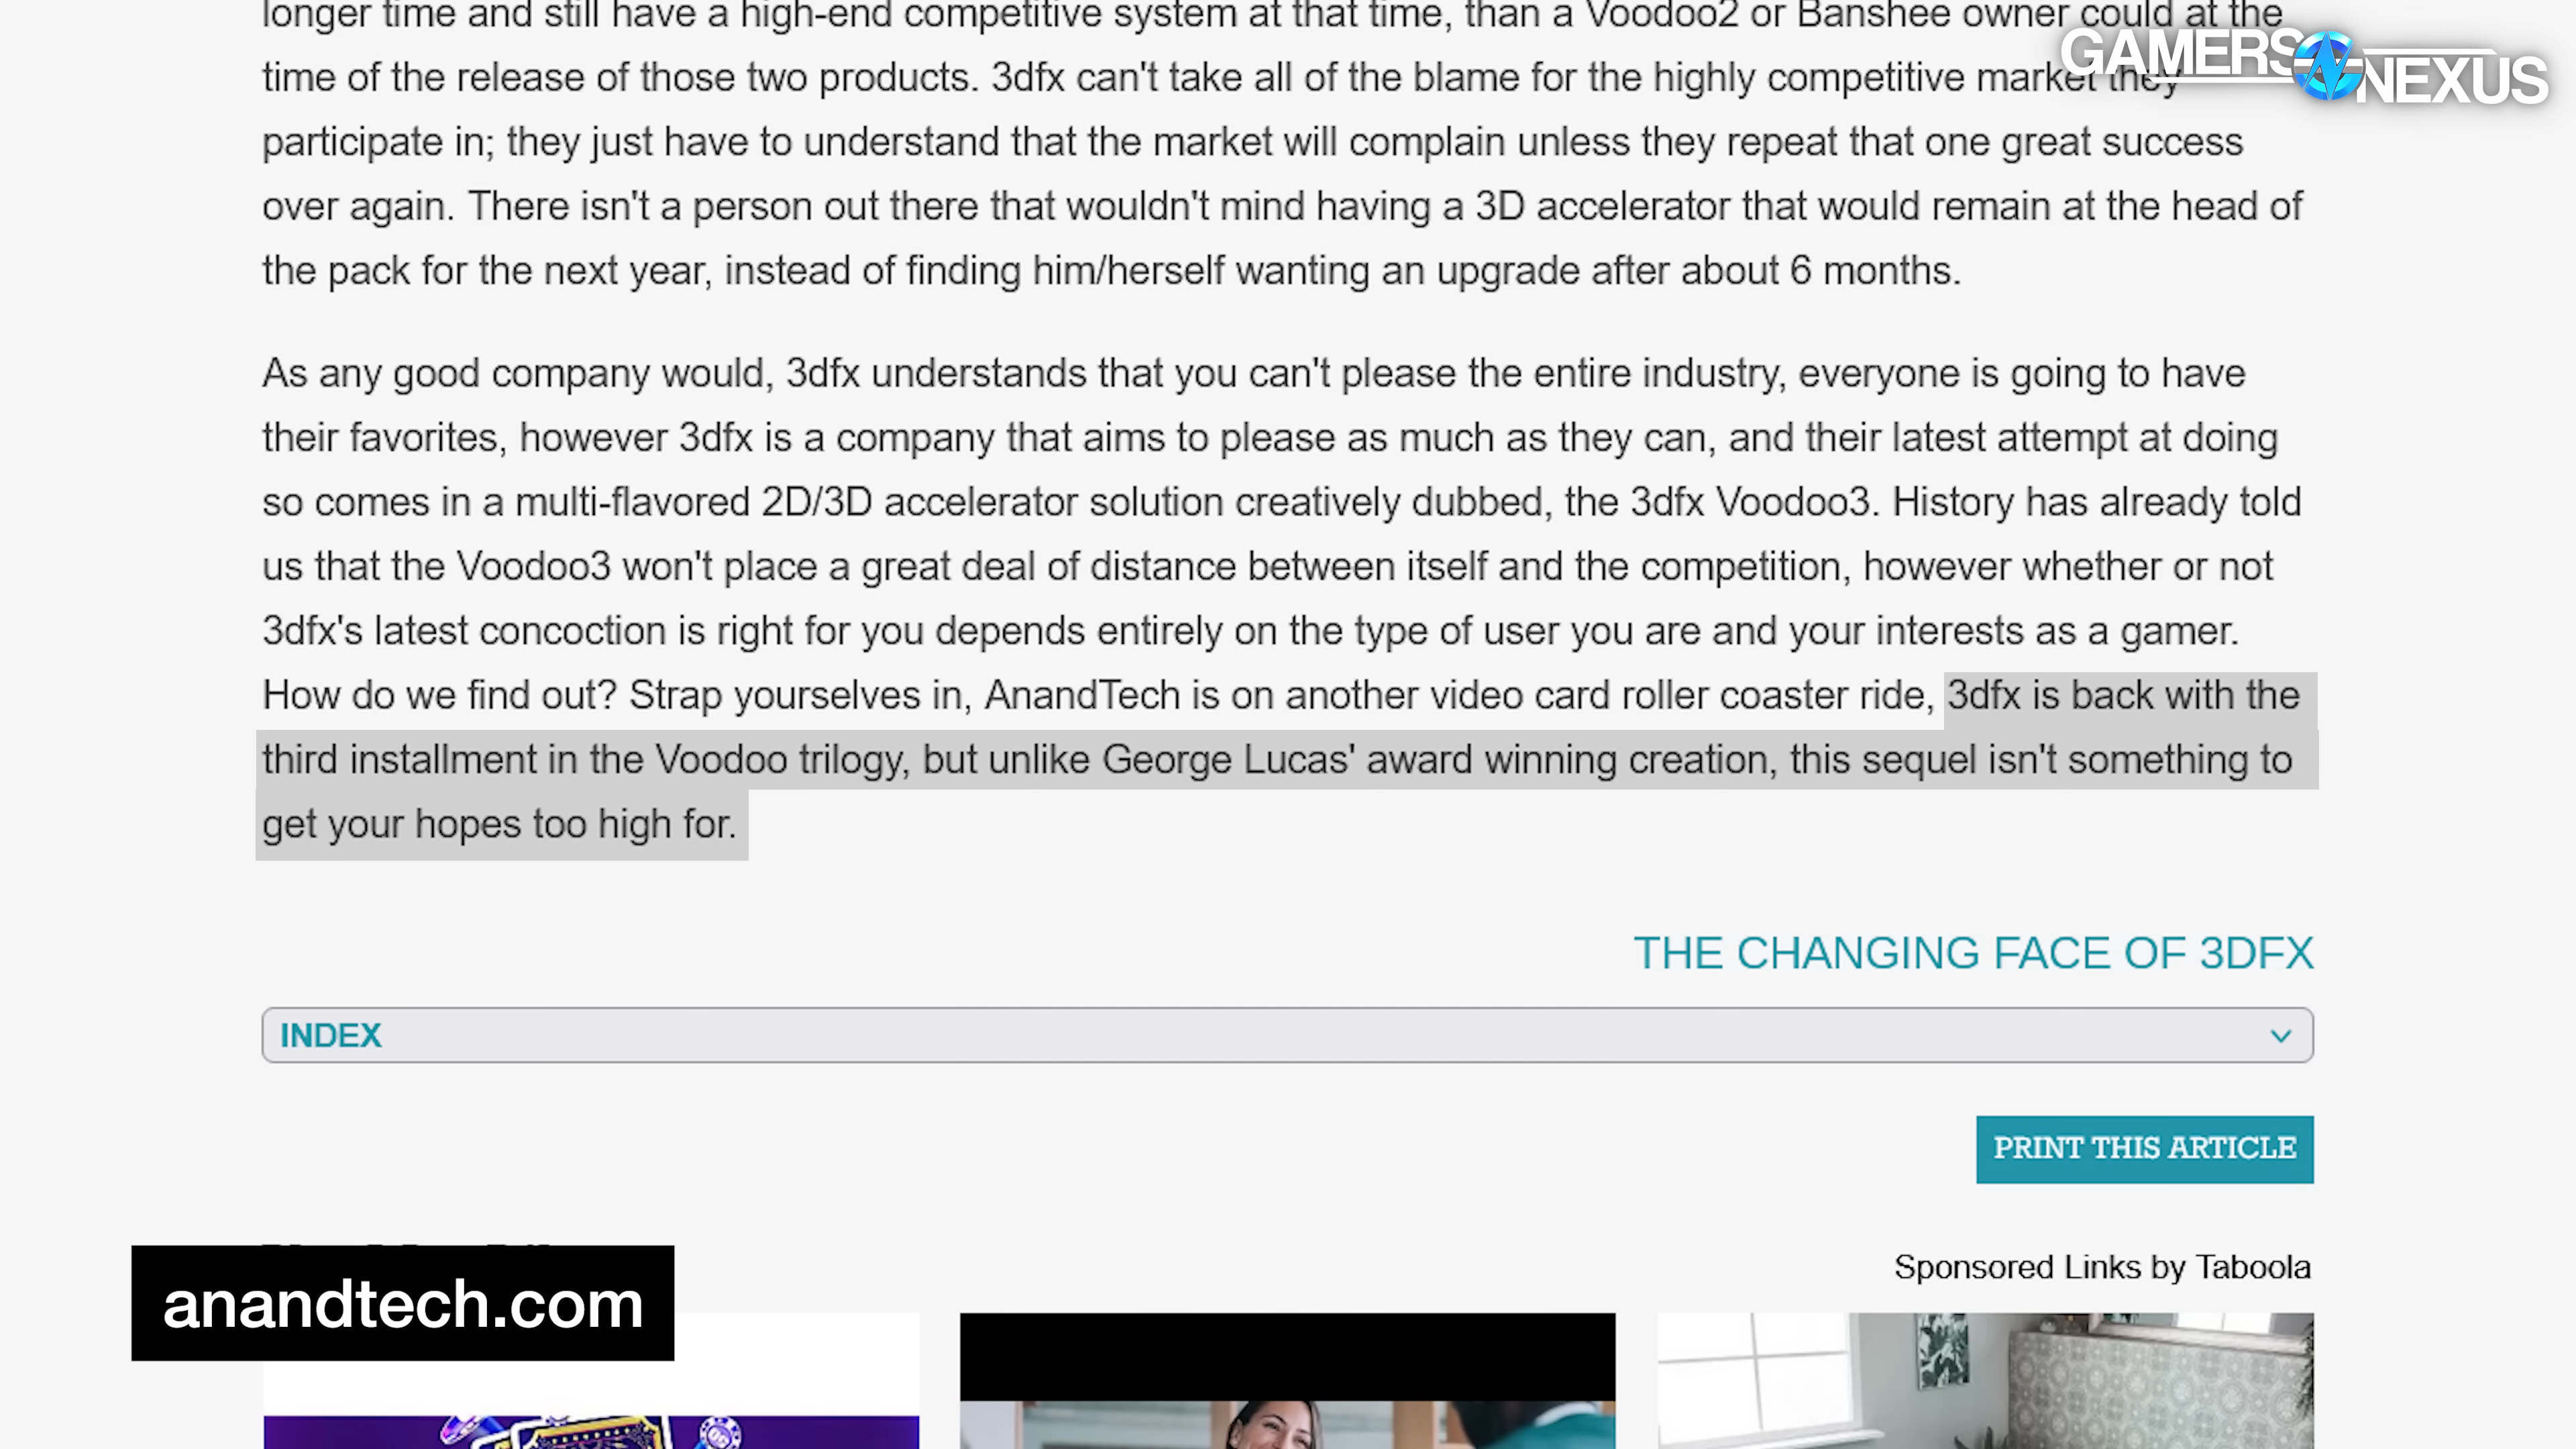 longer time and still have a high-end competitive system at that time, than a Voodoo2 or Banshee owner could at the
GAMERS NEXUS
time of the release of those two products. 3dfx can't take all of the blame for the highly competitive market they
participate in; they just have to understand that the market will complain unless they repeat that one great success
over again. There isn't a person out there that wouldn't mind having a 3D accelerator that would remain at the head of
the pack for the next year, instead of finding him/herself wanting an upgrade after about 6 months.
As any good company would, 3dfx understands that you can't please the entire industry, everyone is going to have
their favorites, however 3dfx is a company that aims to please as much as they can, and their latest attempt at doing
so comes in a multi-flavored 2D/3D accelerator solution creatively dubbed, the 3dfx Voodoo3. History has already told
us that the Voodoo3 won't place a great deal of distance between itself and the competition, however whether or not
3dfx's latest concoction is right for you depends entirely on the type of user you are and your interests as a gamer.
How do we find out? Strap yourselves in, AnandTech is on another video card roller coaster ride, 3dfx is back with the
third installment in the Voodoo trilogy, but unlike George Lucas' award winning creation, this sequel isn't something to
get your hopes too high for.
THE CHANGING FACE OF 3DFX
INDEX
PRINT THIS ARTICLE
Sponsored Links by Taboola
anandtech.com